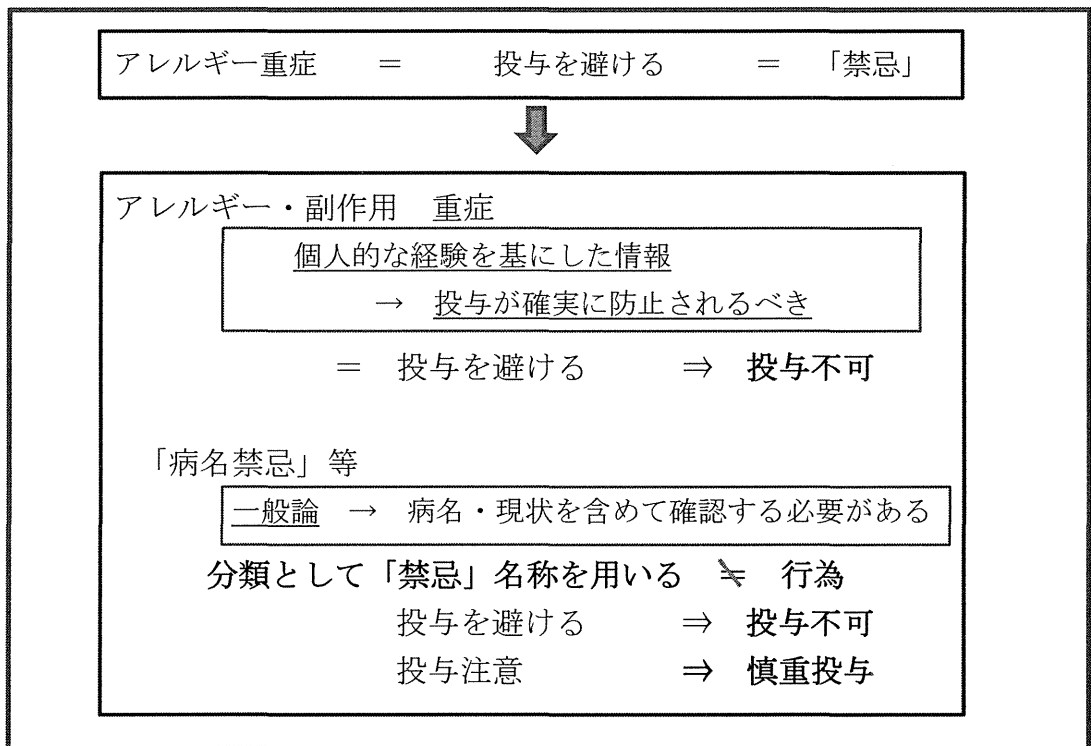 アレルギー重症 = 投与を避ける = 「禁忌」
アレルギー・副作用 重症
個人的な経験を基にした情報
→ 投与が確実に防止されるべき
= 投与を避ける ⇒ 投与不可
「病名禁忌」等
一般論 → 病名・現状を含めて確認する必要がある
分類として「禁忌」名称を用いる ≒ 行為
投与を避ける ⇒ 投与不可
投与注意 ⇒ 慎重投与